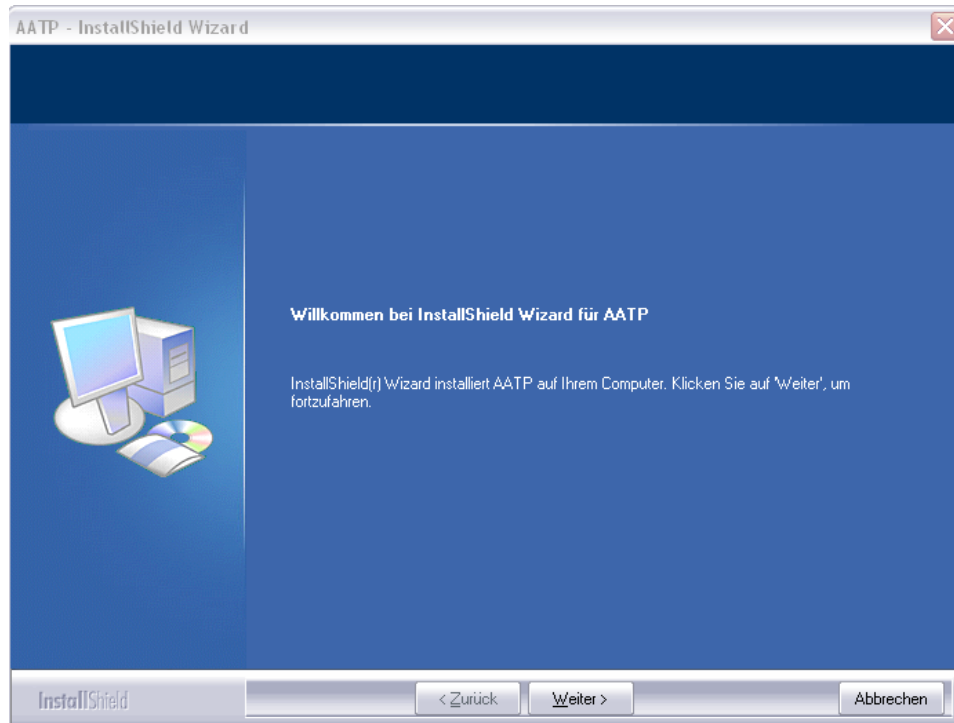 AATP - InstallShield Wizard
Willkommen bei InstallShield Wizard für AATP
InstallShield(r) Wizard installiert AATP auf Ihrem Computer. Klicken Sie auf 'Weiter', um
fortzufahren.
InstallShield
< Zurück
Weiter >
Abbrechen